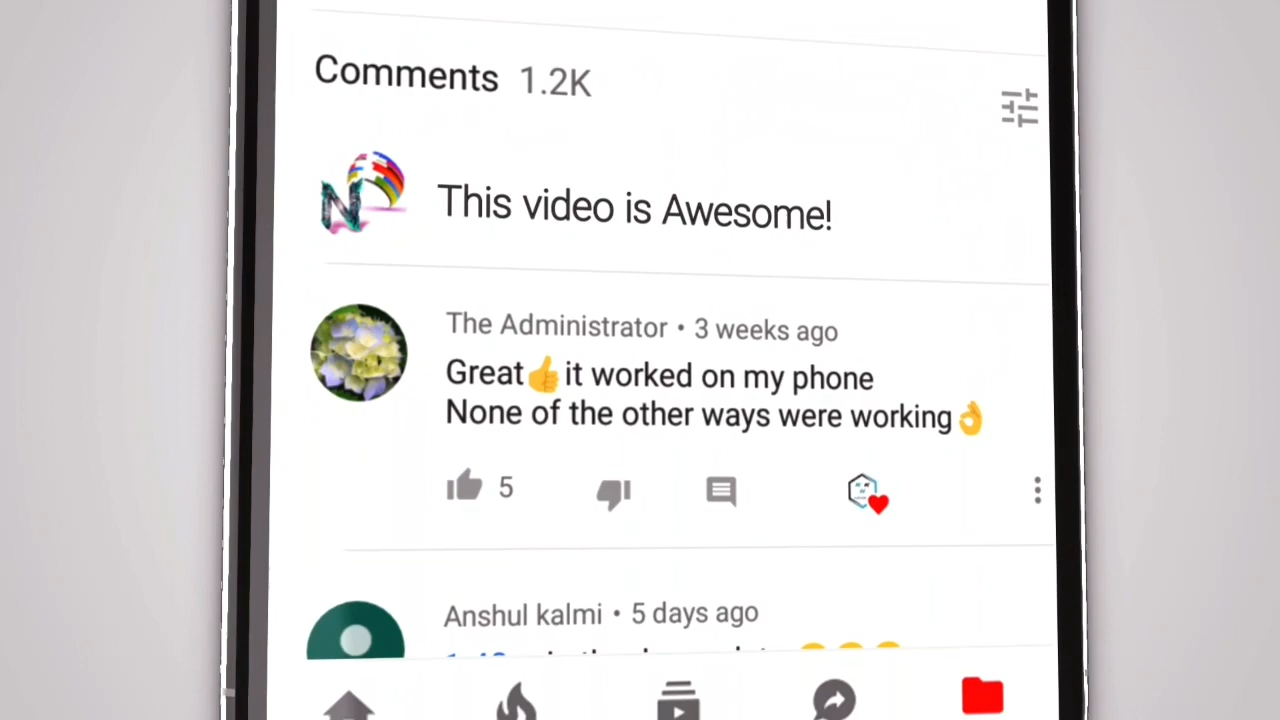 Comments 1.2K
N
This video is Awesome!
The Administrator • 3 weeks ago
Great👍it worked on my phone
None of the other ways were working👌
5
Anshul kalmi • 5 days ago